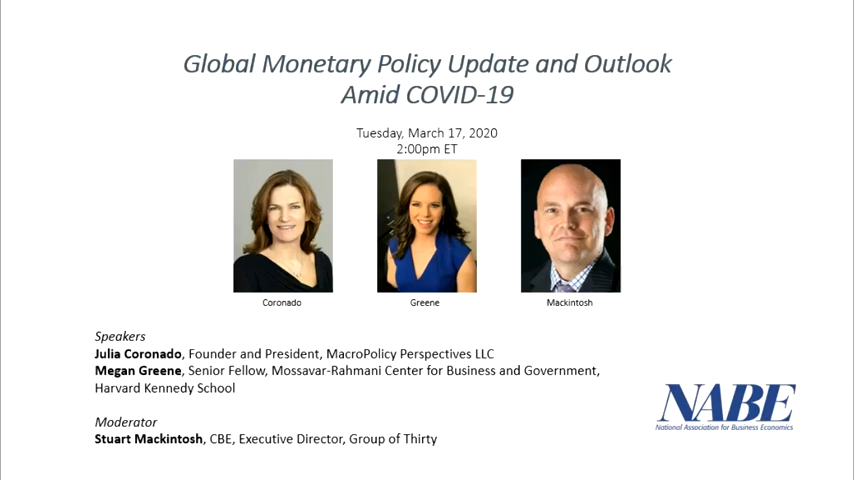 Global Monetary Policy Update and Outlook
Amid COVID-19
Tuesday, March 17, 2020
2:00pm ET
Coronado
Greene
Mackintosh
Speakers
Julia Coronado, Founder and President, MacroPolicy Perspectives LLC
Megan Greene, Senior Fellow, Mossavar-Rahmani Center for Business and Government,
Harvard Kennedy School
Moderator
Stuart Mackintosh, CBE, Executive Director, Group of Thirty
NABE
National Association for Business Economics